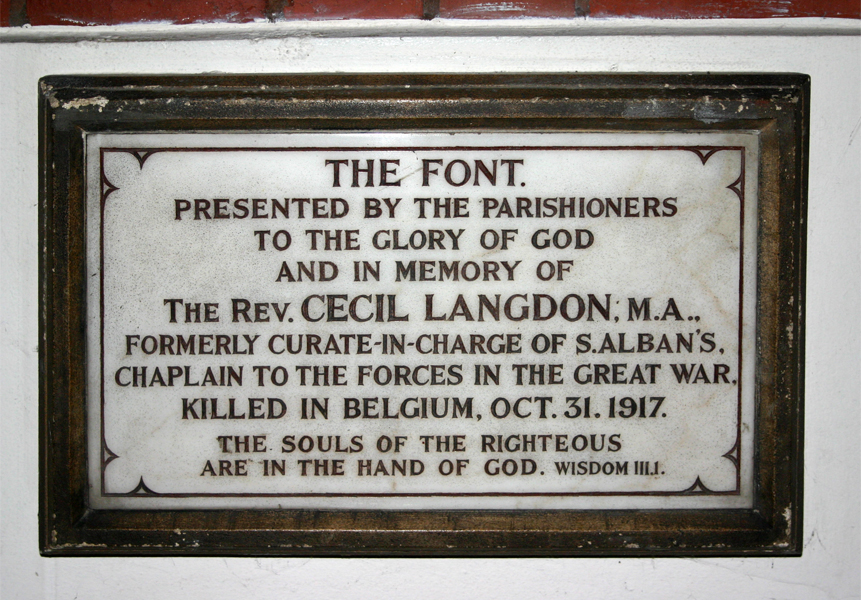 THE FONT.
PRESENTED BY THE PARISHIONERS
TO THE GLORY OF GOD
AND IN MEMORY OF
THE REV. CECIL LANGDON, M.A.,
FORMERLY CURATE-IN-CHARGE OF S.ALBAN'S,
CHAPLAIN TO THE FORCES IN THE GREAT WAR,
KILLED IN BELGIUM, OCT. 31. 1917.
THE SOULS OF THE RIGHTEOUS
ARE IN THE HAND OF GOD. WISDOM III.1.